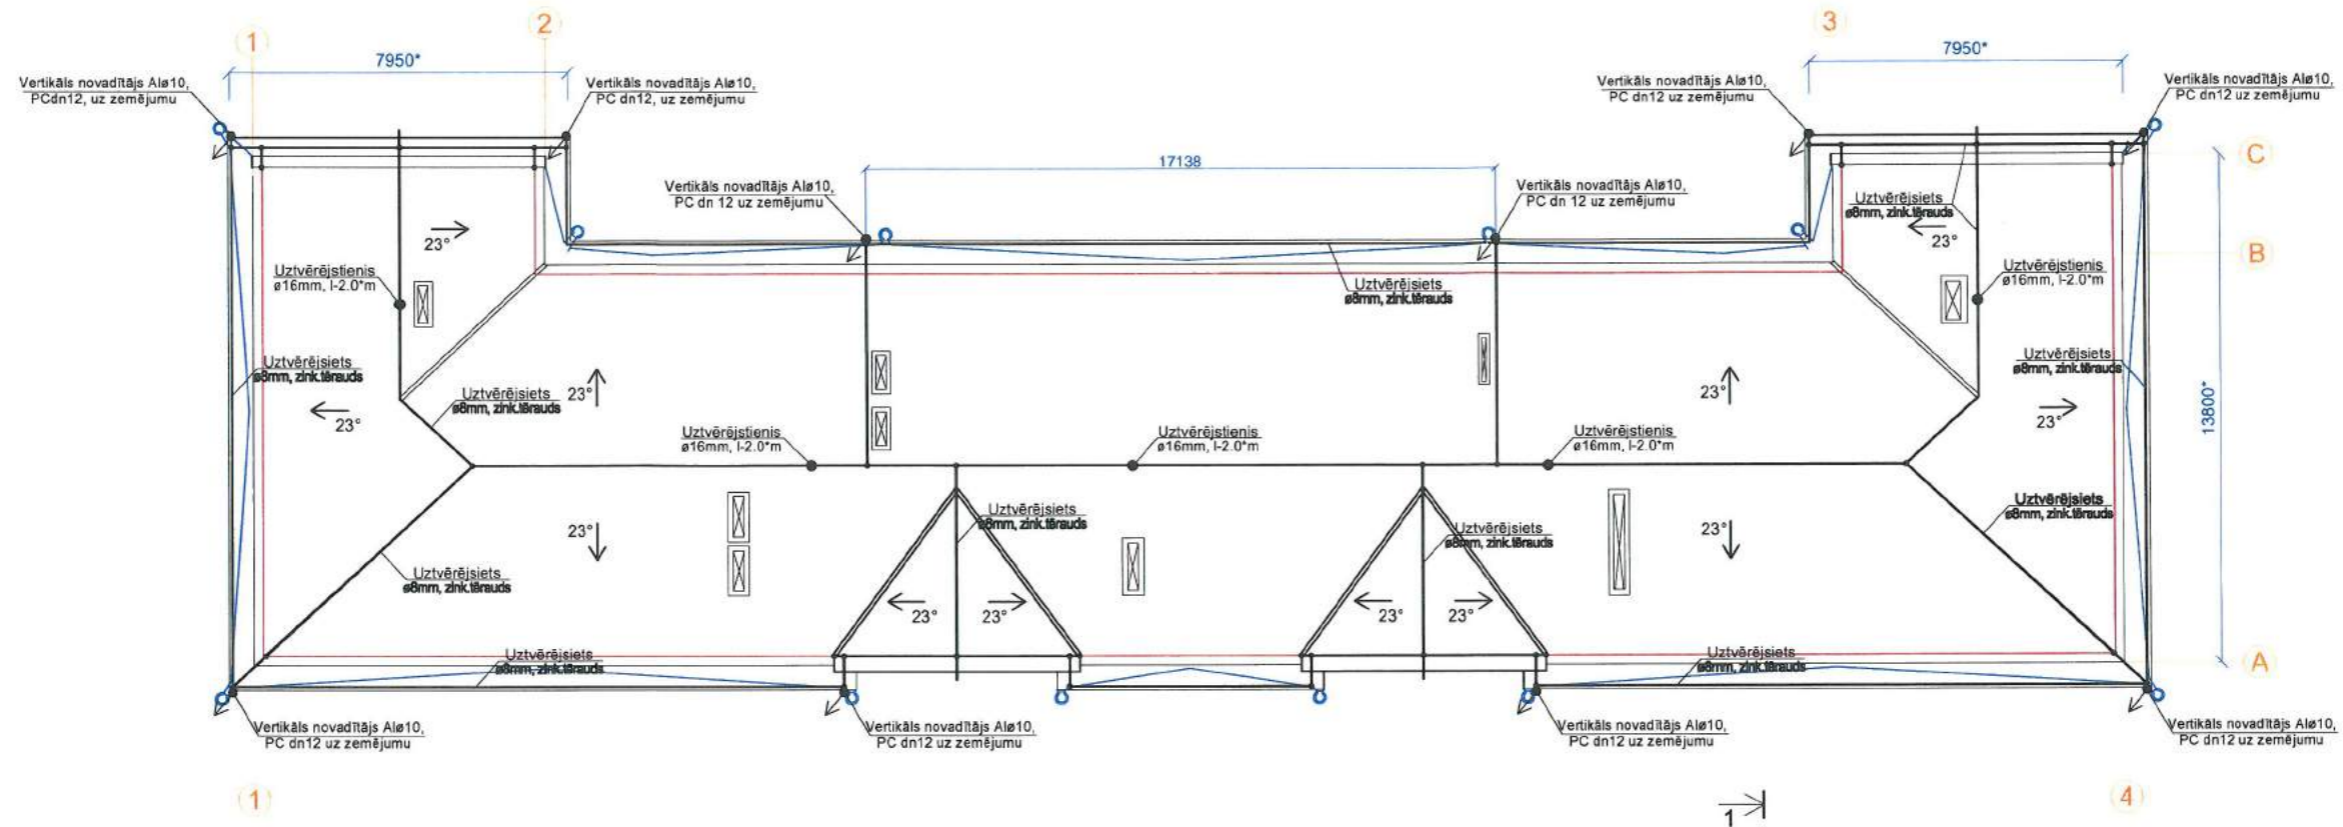 1
2
3
7950*
7950*
Vertikāls novadītājs Alø10,
PCdn12, uz zemējumu
Vertikāls novadītājs Alø10,
PC dn12, uz zemējumu
Vertikāls novadītājs Alø10,
PC dn12 uz zemējumu
Vertikāls novadītājs Alø10,
PC dn12 uz zemējumu
17138
C
Vertikāls novadītājs Alø10,
PC dn 12 uz zemējumu
Vertikāls novadītājs Alø10,
PC dn 12 uz zemējumu
Uztvērējsiets
ø8mm, zink.tērauds
23°
23°
B
Uztvērējstienis
ø16mm, l-2.0*m
Uztvērējsiets
ø8mm, zink.tērauds
Uztvērējstienis
ø16mm, l-2.0*m
Uztvērējsiets
ø8mm, zink.tērauds
Uztvērējsiets
ø8mm, zink.tērauds
23°
23°
Uztvērējsiets
ø8mm, zink.tērauds
23°
23°
13800*
Uztvērējstienis
ø16mm, l-2.0*m
Uztvērējstienis
ø16mm, l-2.0*m
Uztvērējstienis
ø16mm, l-2.0*m
Uztvērējsiets
ø8mm, zink.tērauds
Uztvērējsiets
ø8mm, zink.tērauds
Uztvērējsiets
ø8mm, zink.tērauds
23°
23°
Uztvērējsiets
ø8mm, zink.tērauds
23°
23°
23°
23°
Uztvērējsiets
ø8mm, zink.tērauds
Uztvērējsiets
ø8mm, zink.tērauds
A
Vertikāls novadītājs Alø10,
PC dn12 uz zemējumu
Vertikāls novadītājs Alø10,
PC dn12 uz zemējumu
Vertikāls novadītājs Alø10,
PC dn12 uz zemējumu
Vertikāls novadītājs Alø10,
PC dn12 uz zemējumu
1
1
4